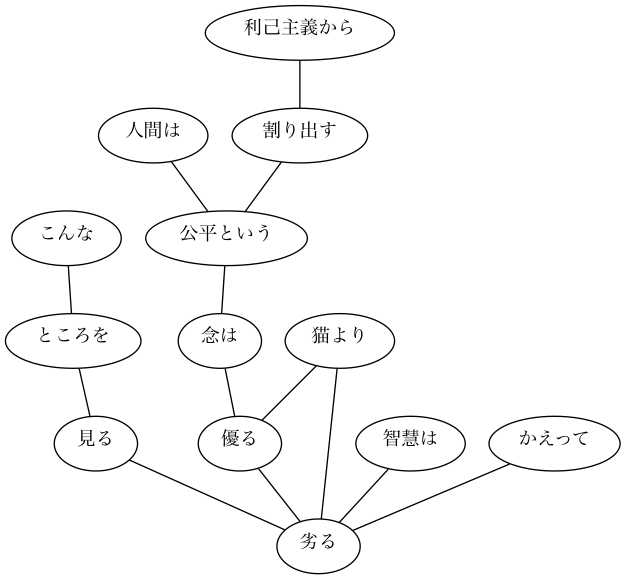 利己主義から
人間は
割り出す
こんな
公平という
ところを
念は
猫より
見る
優る
智慧は
かえって
劣る